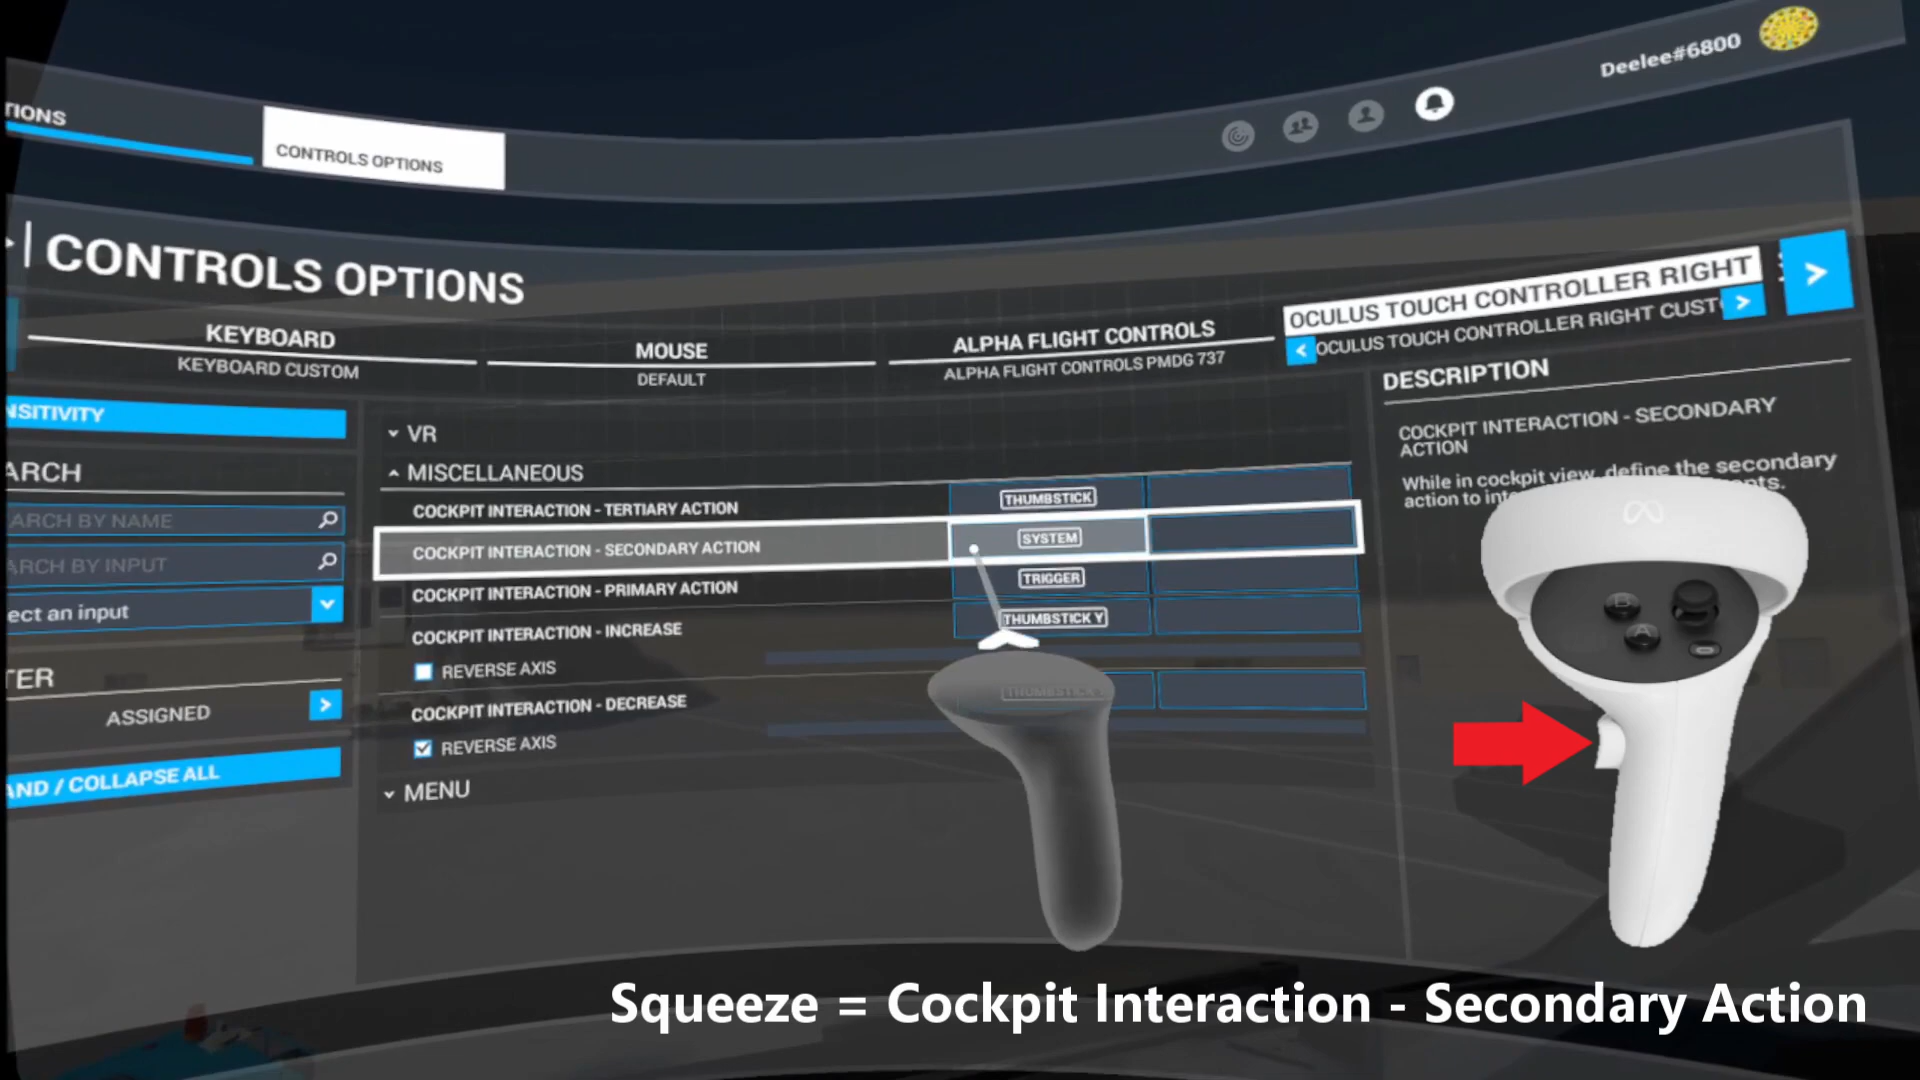 Deelee#6800
TIONS
CONTROLS OPTIONS
CONTROLS OPTIONS
KEYBOARD
KEYBOARD CUSTOM
MOUSE
DEFAULT
ALPHA FLIGHT CONTROLS
ALPHA FLIGHT CONTROLS PMDG 737
OCULUS TOUCH CONTROLLER RIGHT
OCULUS TOUCH CONTROLLER RIGHT CUST
NSITIVITY
ARCH
ARCH BY NAME
ARCH BY INPUT
ect an input
TER
ASSIGNED
AND / COLLAPSE ALL
VR
MISCELLANEOUS
COCKPIT INTERACTION - TERTIARY ACTION
THUMBSTICK
COCKPIT INTERACTION - SECONDARY ACTION
SYSTEM
COCKPIT INTERACTION - PRIMARY ACTION
TRIGGER
COCKPIT INTERACTION - INCREASE
THUMBSTICK Y
REVERSE AXIS
COCKPIT INTERACTION - DECREASE
THUMBSTICK
REVERSE AXIS
MENU
DESCRIPTION
COCKPIT INTERACTION - SECONDARY
ACTION
While in cockpit view, define the secondary
action to
B
A
Squeeze = Cockpit Interaction - Secondary Action